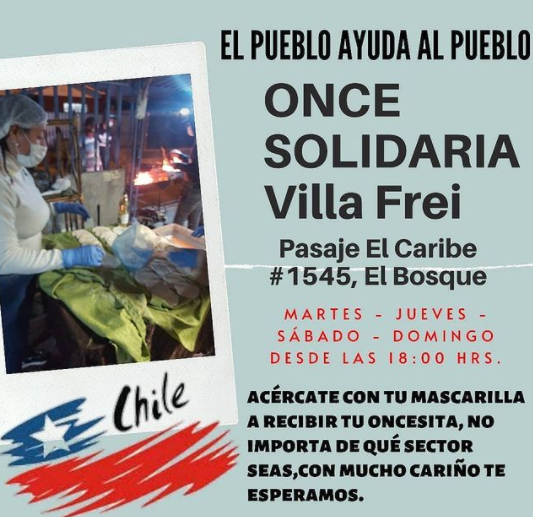 EL PUEBLO AYUDA AL PUEBLO
ONCE
SOLIDARIA
Villa Frei
Pasaje El Caribe
#1545, El Bosque
MARTES - JUEVES -
SÁBADO - DOMINGO
DESDE LAS 18:00 HRS.
Chile
ACÉRCATE CON TU MASCARILLA
A RECIBIR TU ONCESITA, NO
IMPORTA DE QUÉ SECTOR
SEAS,CON MUCHO CARIÑO TE
ESPERAMOS.